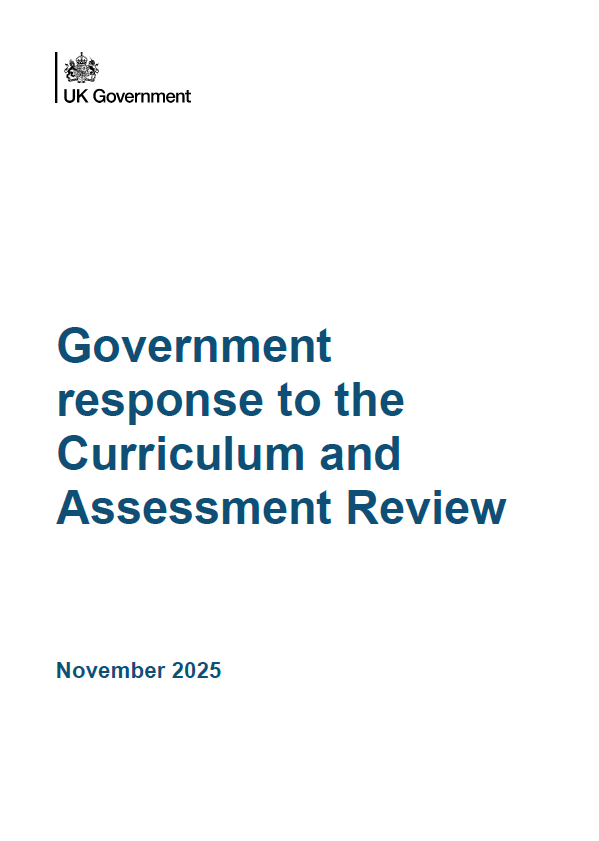 UK Government
Government
response to the
Curriculum and
Assessment Review
November 2025